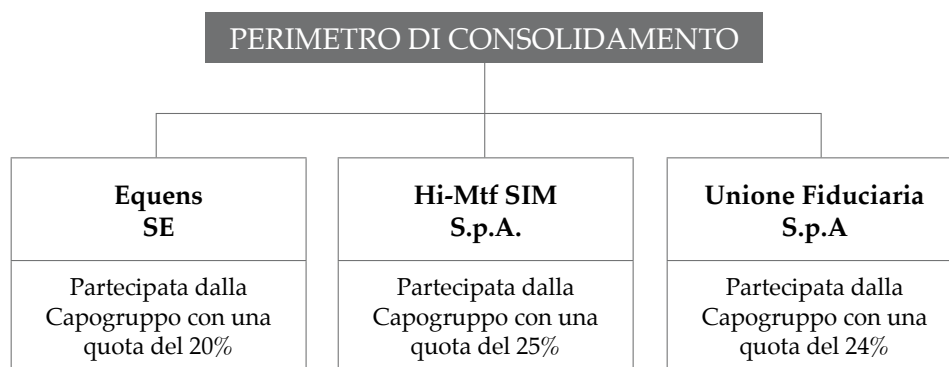 PERIMETRO DI CONSOLIDAMENTO
Equens
SE
Partecipata dalla
Capogruppo con una
quota del 20%
Hi-Mtf SIM
S.p.A.
Partecipata dalla
Capogruppo con una
quota del 25%
Unione Fiduciaria
S.p.A
Partecipata dalla
Capogruppo con una
quota del 24%